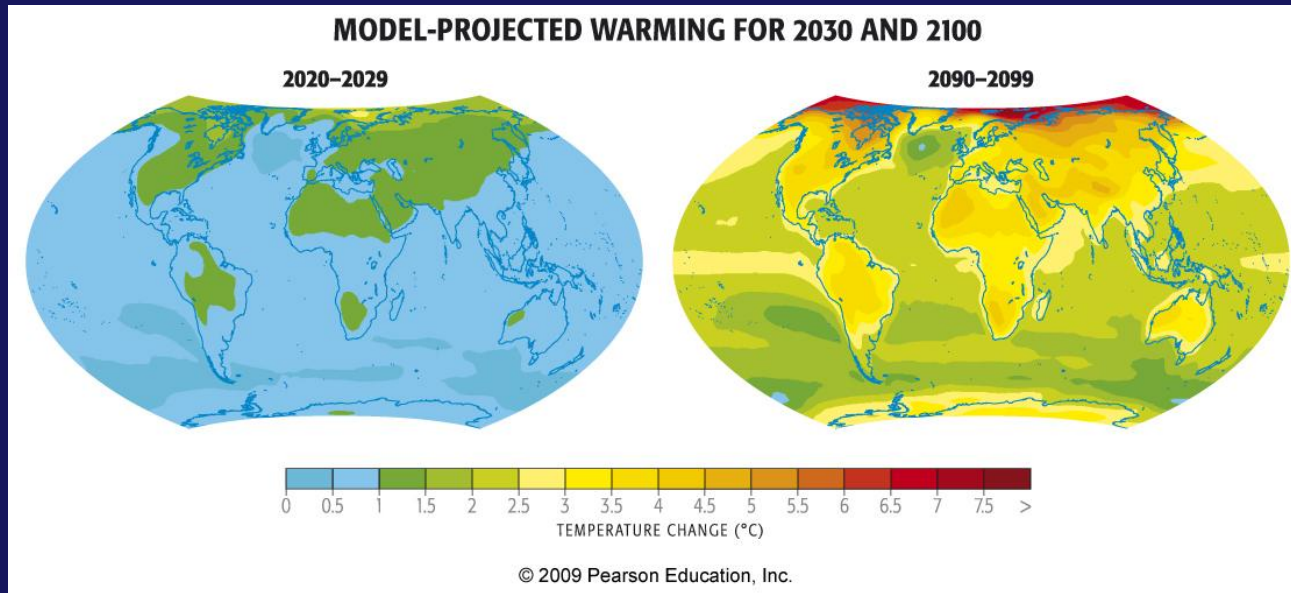 MODEL-PROJECTED WARMING FOR 2030 AND 2100
2020–2029
2090–2099
0 0.5 1 1.5 2 2.5 3 3.5 4 4.5 5 5.5 6 6.5 7 7.5 >
TEMPERATURE CHANGE (°C)
© 2009 Pearson Education, Inc.